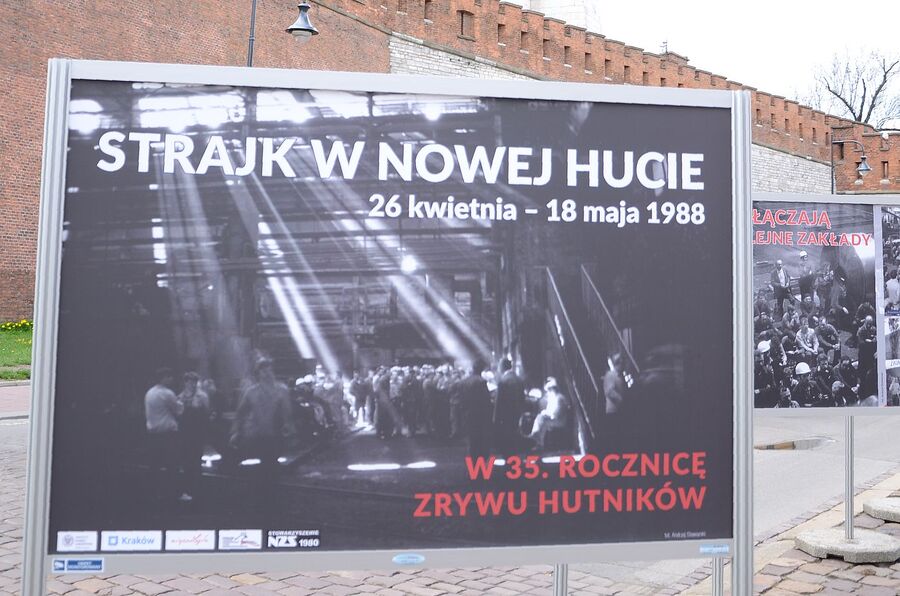 STRAJK W NOWEJ HUCIE
26 kwietnia – 18 maja 1988
W 35. ROCZNICĘ
ZRYWU HUTNIKÓW
Kraków
STOWARZYSZENIE
NZS 1980
ŁĄCZAJĄ
LEJNE ZAKŁADY